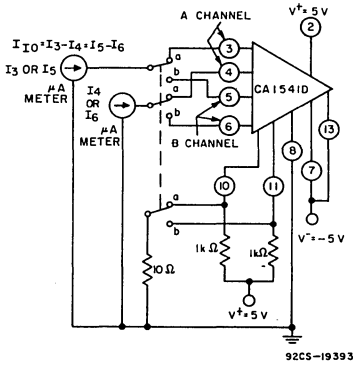 A CHANNEL
V+= 5V
2
I IO=I3-I4=I5-I6
I3 OR I5
μA
METER
a
b
3
4
5
6
CA1541D
I4
OR
I6
μA
METER
a
b
B CHANNEL
13
8
7
10
11
V-=-5V
a
b
1kΩ
1kΩ
10Ω
V+= 5V
92CS-19393